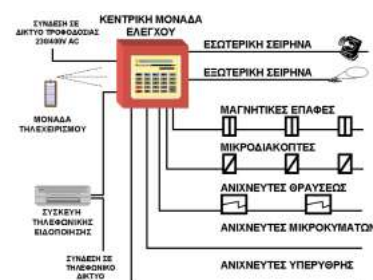 ΚΕΝΤΡΙΚΗ ΜΟΝΑΔΑ
ΕΛΕΓΧΟΥ
ΣΥΝΔΕΣΗ ΣΕ
ΔΙΚΤΥΟ ΤΡΟΦΟΔΟΣΙΑΣ
230/400V AC
ΕΣΩΤΕΡΙΚΗ ΣΕΙΡΗΝΑ
ΕΞΩΤΕΡΙΚΗ ΣΕΙΡΗΝΑ
ΜΟΝΑΔΑ
ΤΗΛΕΧΕΙΡΙΣΜΟΥ
ΜΑΓΝΗΤΙΚΕΣ ΕΠΑΦΕΣ
ΜΙΚΡΟΔΙΑΚΟΠΤΕΣ
ΑΝΙΧΝΕΥΤΕΣ ΘΡΑΥΣΕΩΣ
ΣΥΣΚΕΥΗ
ΤΗΛΕΦΩΝΙΚΗΣ
ΕΙΔΟΠΟΙΗΣΗΣ
ΑΝΙΧΝΕΥΤΕΣ ΜΙΚΡΟΚΥΜΑΤΩΝ
ΣΥΝΔΕΣΗ ΣΕ
ΤΗΛΕΦΩΝΙΚΟ
ΔΙΚΤΥΟ
ΑΝΙΧΝΕΥΤΕΣ ΥΠΕΡΥΘΡΗΣ